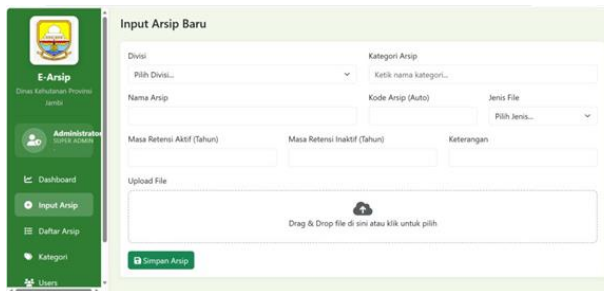 E-Arsip
Dinas Kehutanan Provinsi
Jambi
Administrator
SUPER ADMIN
Dashboard
Input Arsip
Daftar Arsip
Kategori
Users
Input Arsip Baru
Divisi
Kategori Arsip
Pilih Divisi...
Ketik nama kategori...
Nama Arsip
Kode Arsip (Auto)
Jenis File
Pilih Jenis...
Masa Retensi Aktif (Tahun)
Masa Retensi Inaktif (Tahun)
Keterangan
Upload File
Drag & Drop file di sini atau klik untuk pilih
Simpan Arsip